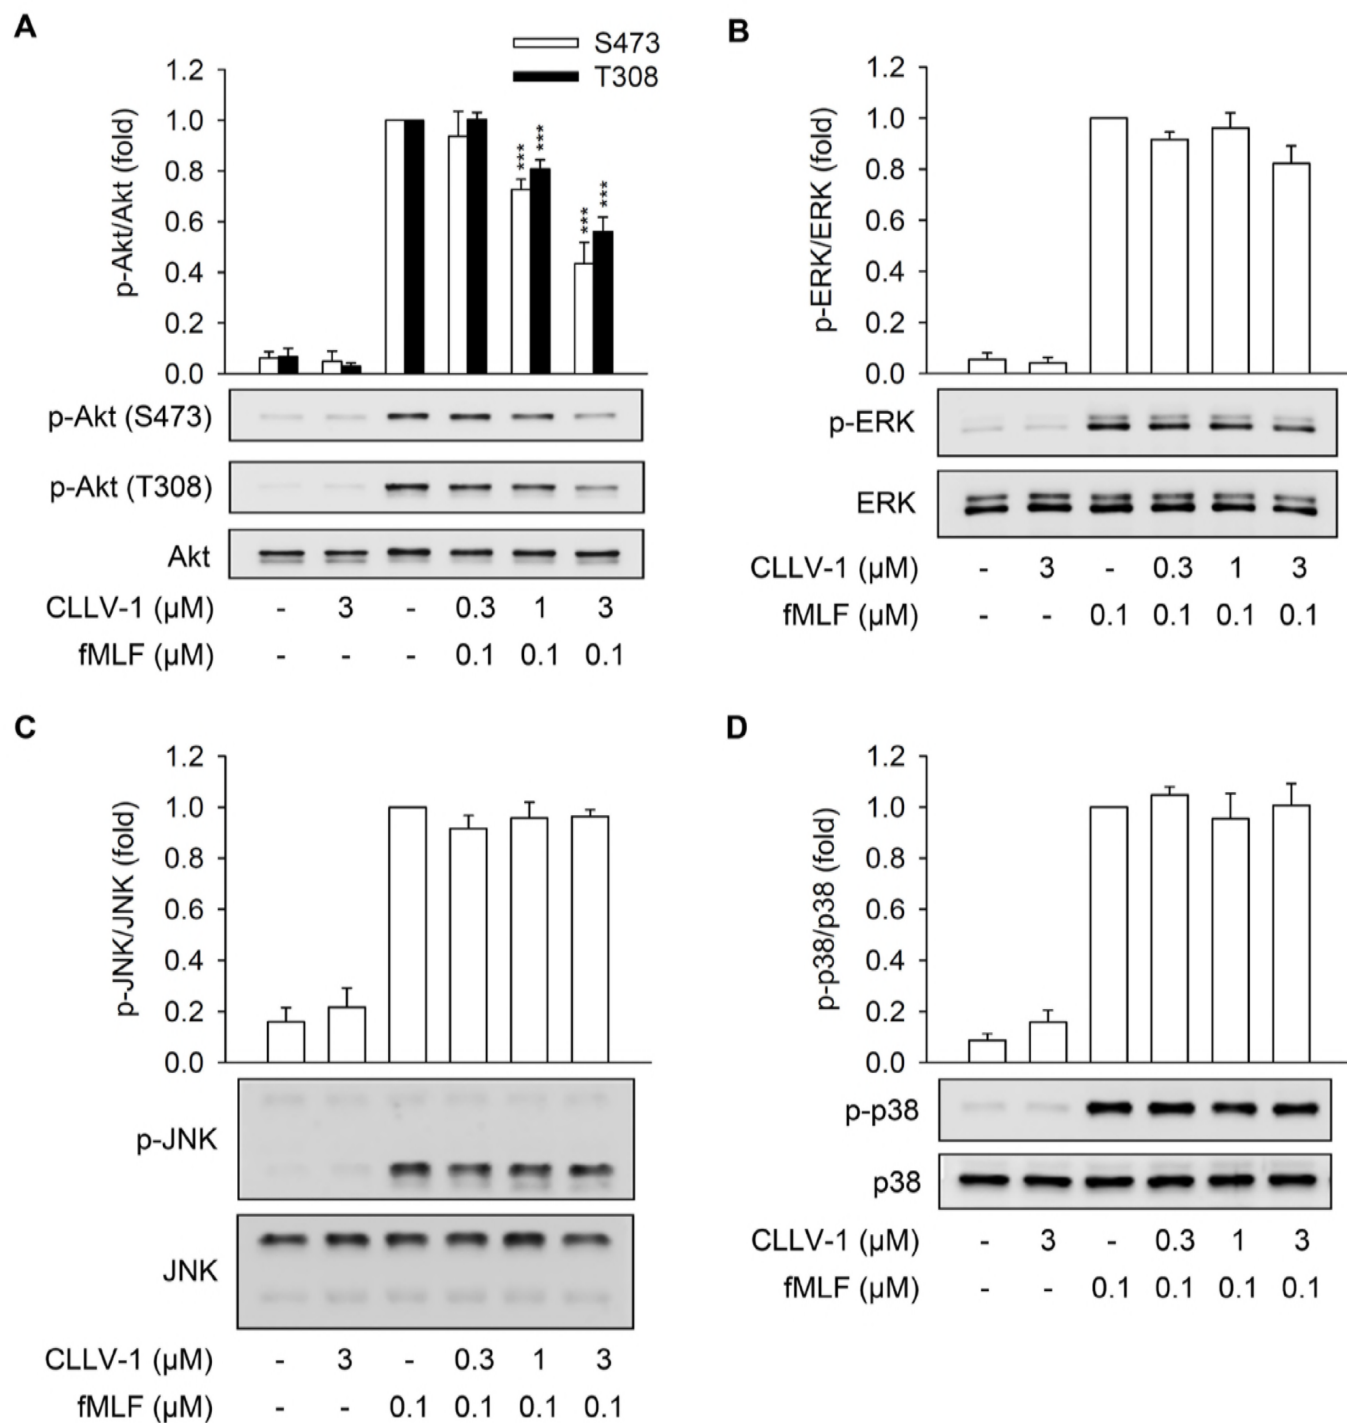 A
S473
T308
1.2
1.0
0.8
0.6
0.4
0.2
0.0
p-Akt/Akt (fold)
*** *** *** ***
p-Akt (S473)
p-Akt (T308)
Akt
CLLV-1 (µM) - 3 - 0.3 1 3
fMLF (µM) - - - 0.1 0.1 0.1
B
1.2
1.0
0.8
0.6
0.4
0.2
0.0
p-ERK/ERK (fold)
p-ERK
ERK
CLLV-1 (µM) - 3 - 0.3 1 3
fMLF (µM) - - 0.1 0.1 0.1 0.1
C
1.2
1.0
0.8
0.6
0.4
0.2
0.0
p-JNK/JNK (fold)
p-JNK
JNK
CLLV-1 (µM) - 3 - 0.3 1 3
fMLF (µM) - - 0.1 0.1 0.1 0.1
D
1.2
1.0
0.8
0.6
0.4
0.2
0.0
p-p38/p38 (fold)
p-p38
p38
CLLV-1 (µM) - 3 - 0.3 1 3
fMLF (µM) - - 0.1 0.1 0.1 0.1